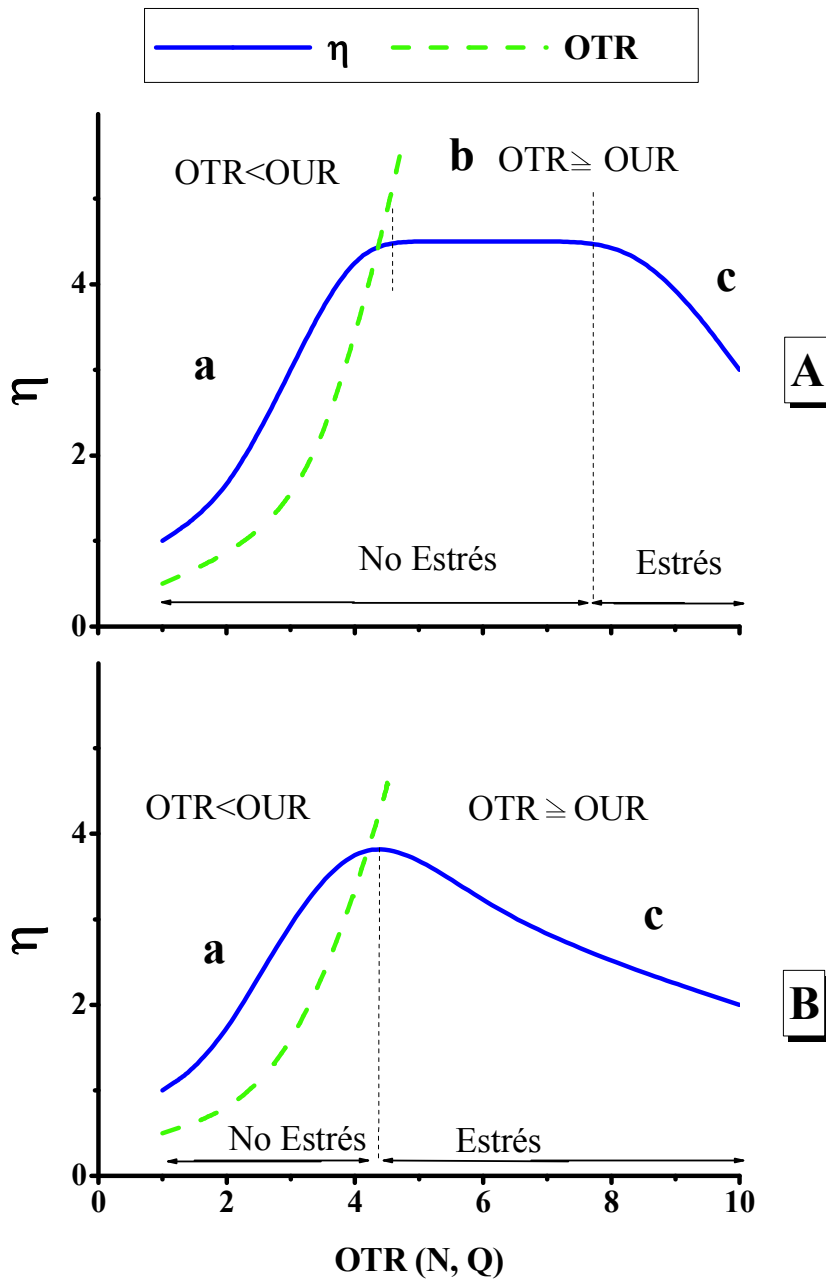 η OTR
OTR<OUR b OTR≧ OUR
a
c
A
η
4
2
0
No Estrés Estrés
OTR<OUR OTR ≧ OUR
a
c
B
η
4
2
0
No Estrés Estrés
0 2 4 6 8 10
OTR (N, Q)